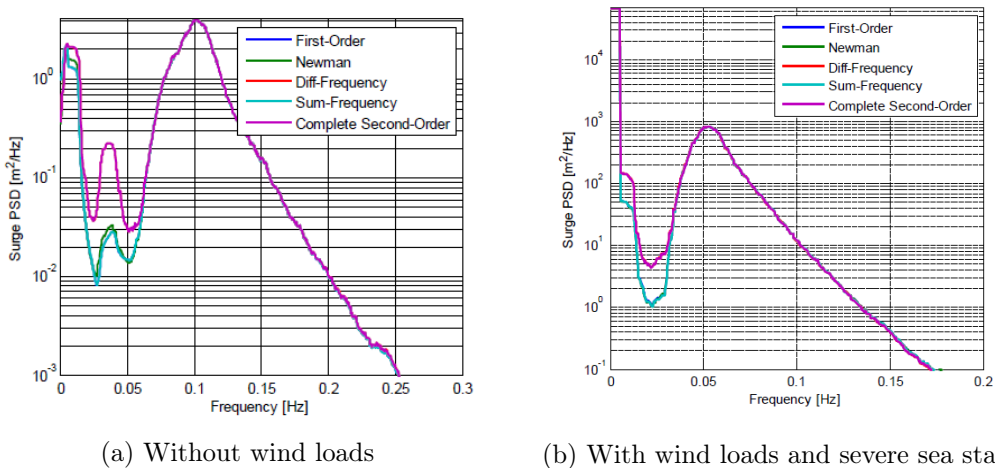 First-Order
Newman
Diff-Frequency
Sum-Frequency
Complete Second-Order
Surge PSD [m²/Hz]
10⁰
10⁻¹
10⁻²
10⁻³
0 0.05 0.1 0.15 0.2 0.25 0.3
Frequency [Hz]
(a) Without wind loads
First-Order
Newman
Diff-Frequency
Sum-Frequency
Complete Second-Order
Surge PSD [m²/Hz]
10⁴
10³
10²
10¹
10⁰
10⁻¹
0 0.05 0.1 0.15 0.2
Frequency [Hz]
(b) With wind loads and severe sea sta